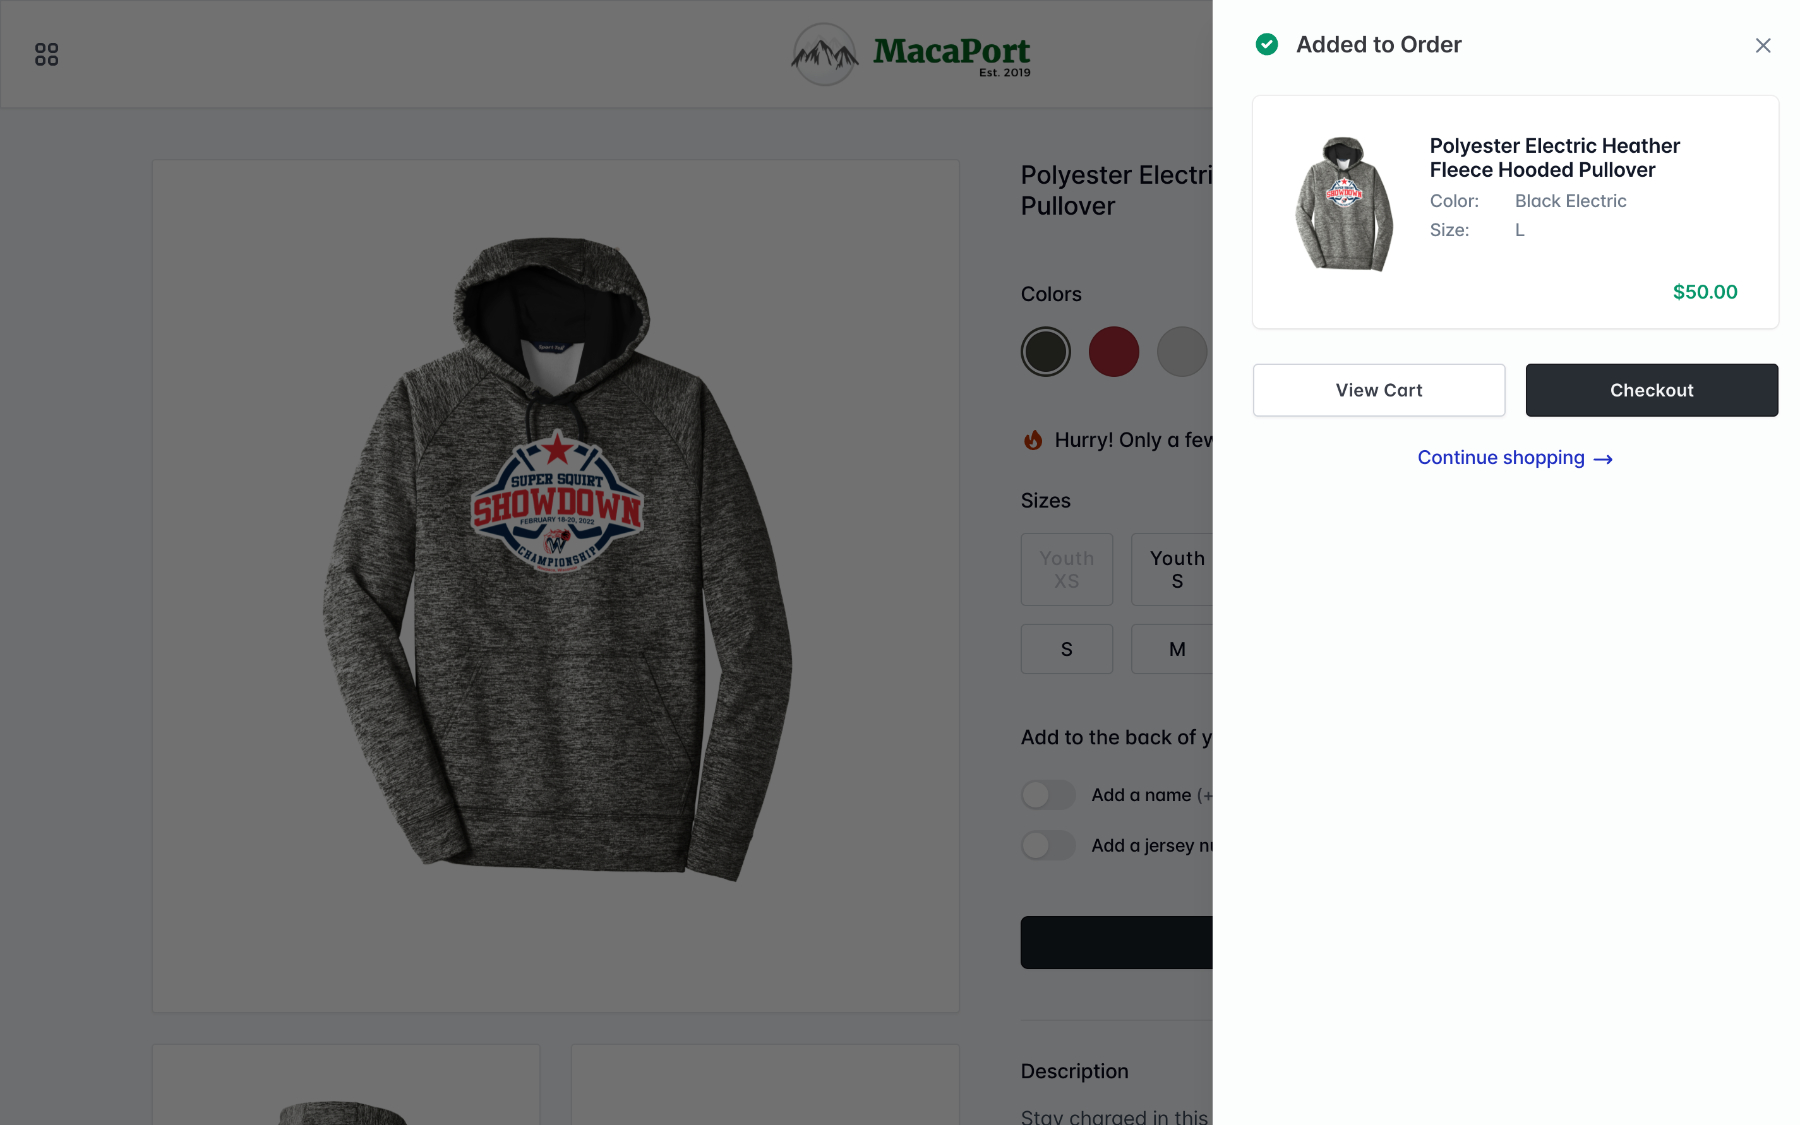 MacaPort
Est. 2019
Polyester Electri
Pullover
Colors
Hurry! Only a few
Sizes
Youth
XS
Youth
S
S
M
Add to the back of y
Add a name (+
Add a jersey nu
Description
Stay charged in this
SUPER SQUIRT
SHOWDOWN
FEBRUARY 18-20, 2022
W
CHAMPIONSHIP
Added to Order
Polyester Electric Heather
Fleece Hooded Pullover
Color: Black Electric
Size: L
$50.00
View Cart
Checkout
Continue shopping →